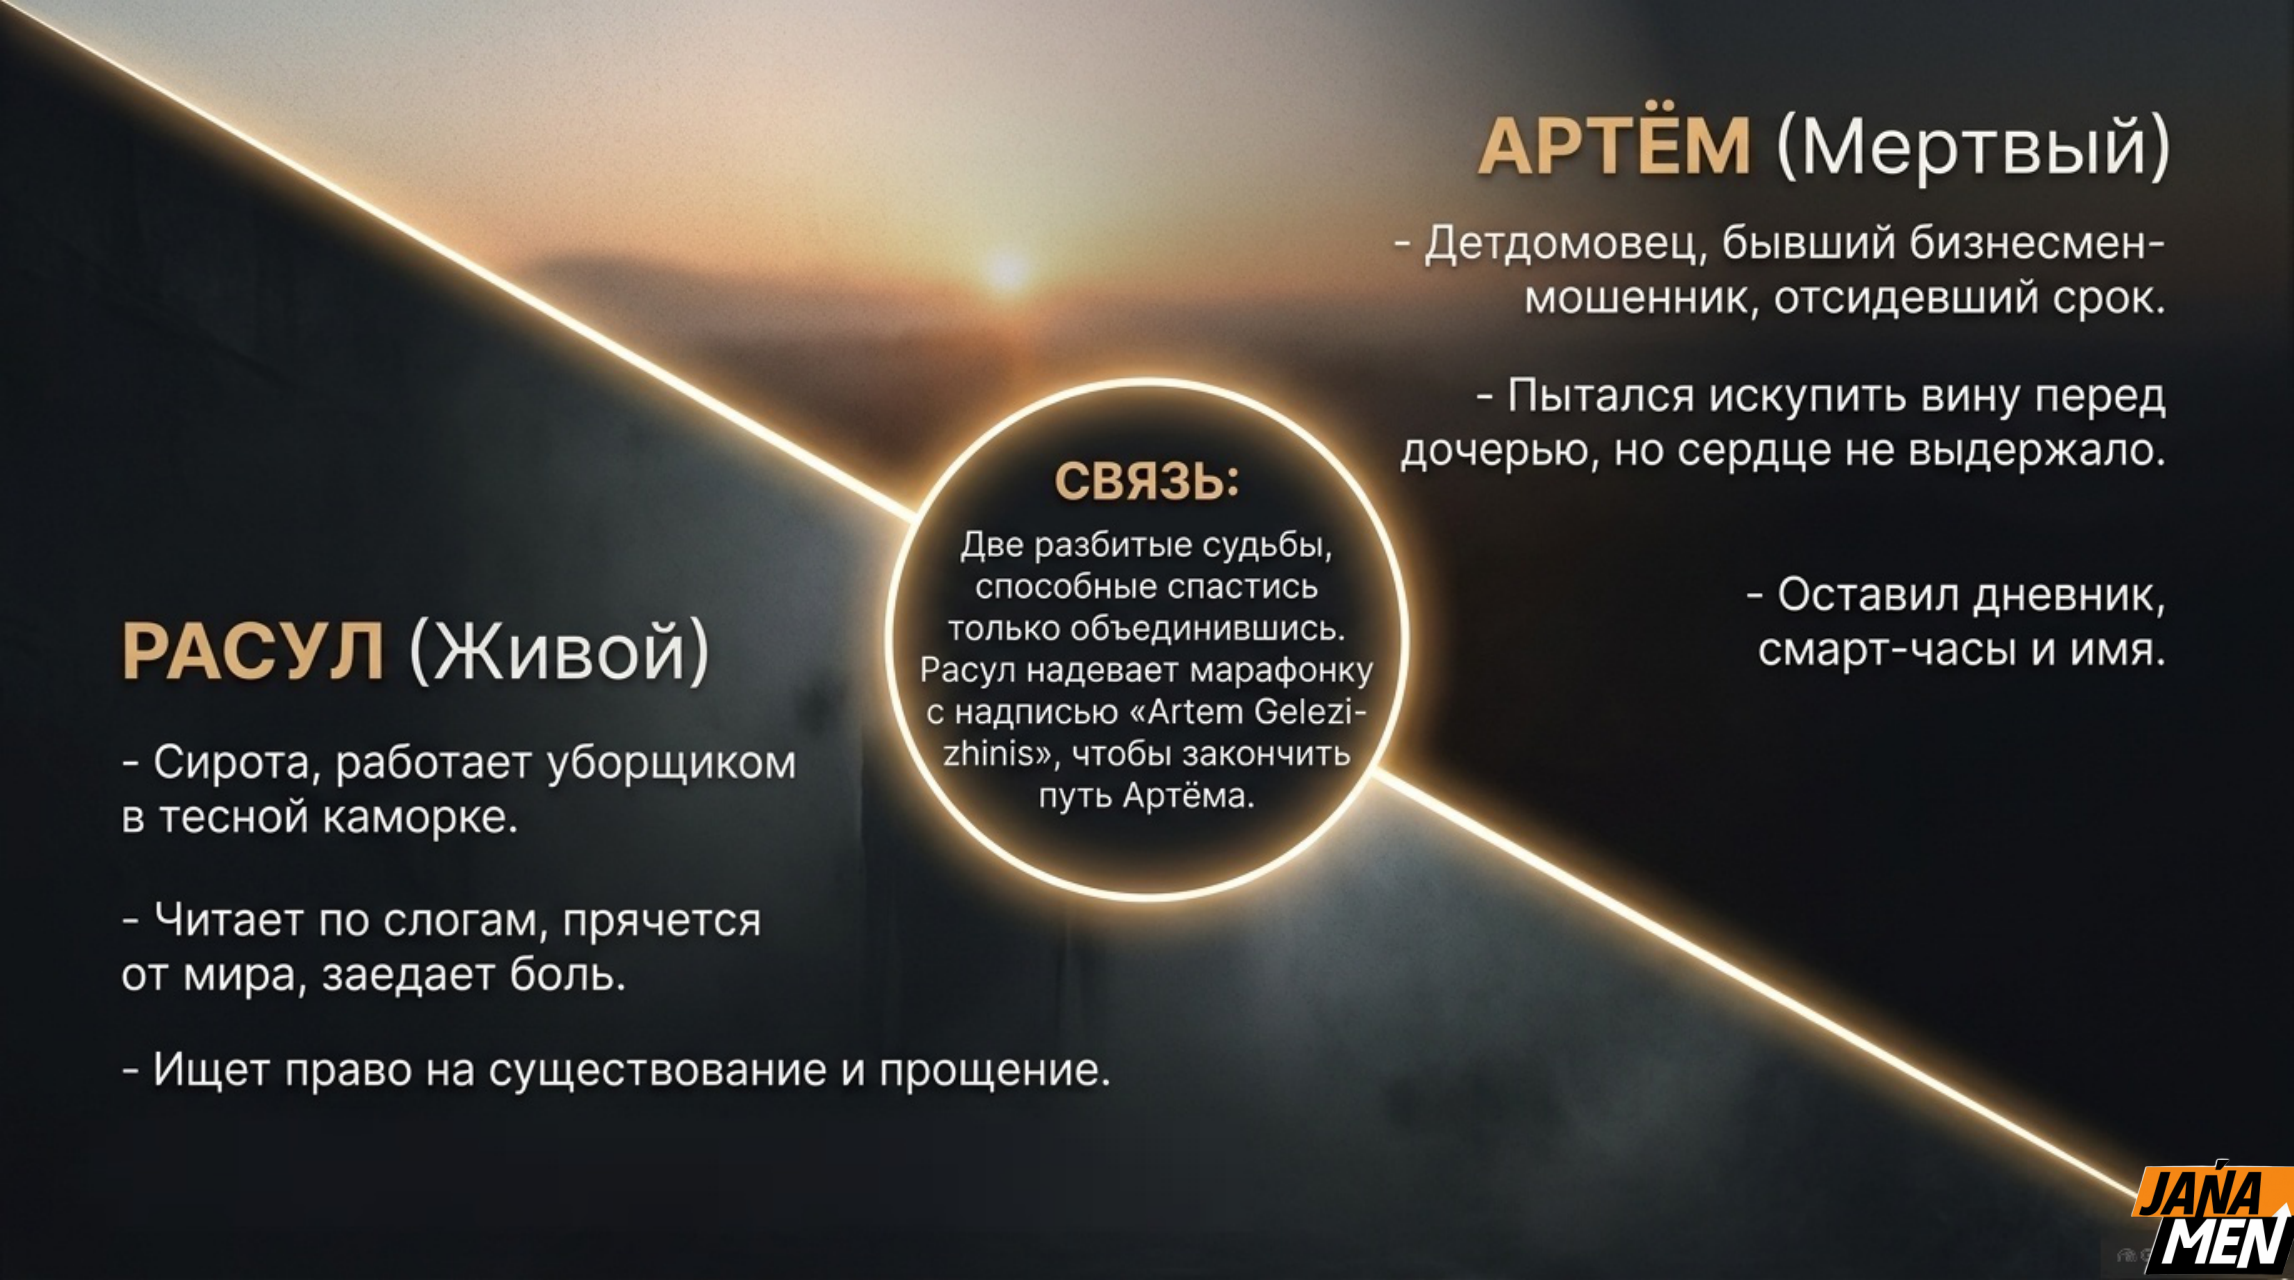 АРТЁМ (Мертвый)
- Детдомовец, бывший бизнесмен-
мошенник, отсидевший срок.
- Пытался искупить вину перед
дочерью, но сердце не выдержало.
- Оставил дневник,
смарт-часы и имя.
СВЯЗЬ:
Две разбитые судьбы,
способные спастись
только объединившись.
Расул надевает марафонку
с надписью «Artem Gelezi-
zhinis», чтобы закончить
путь Артёма.
РАСУЛ (Живой)
- Сирота, работает уборщиком
в тесной каморке.
- Читает по слогам, прячется
от мира, заедает боль.
- Ищет право на существование и прощение.
JAŃA
MEN